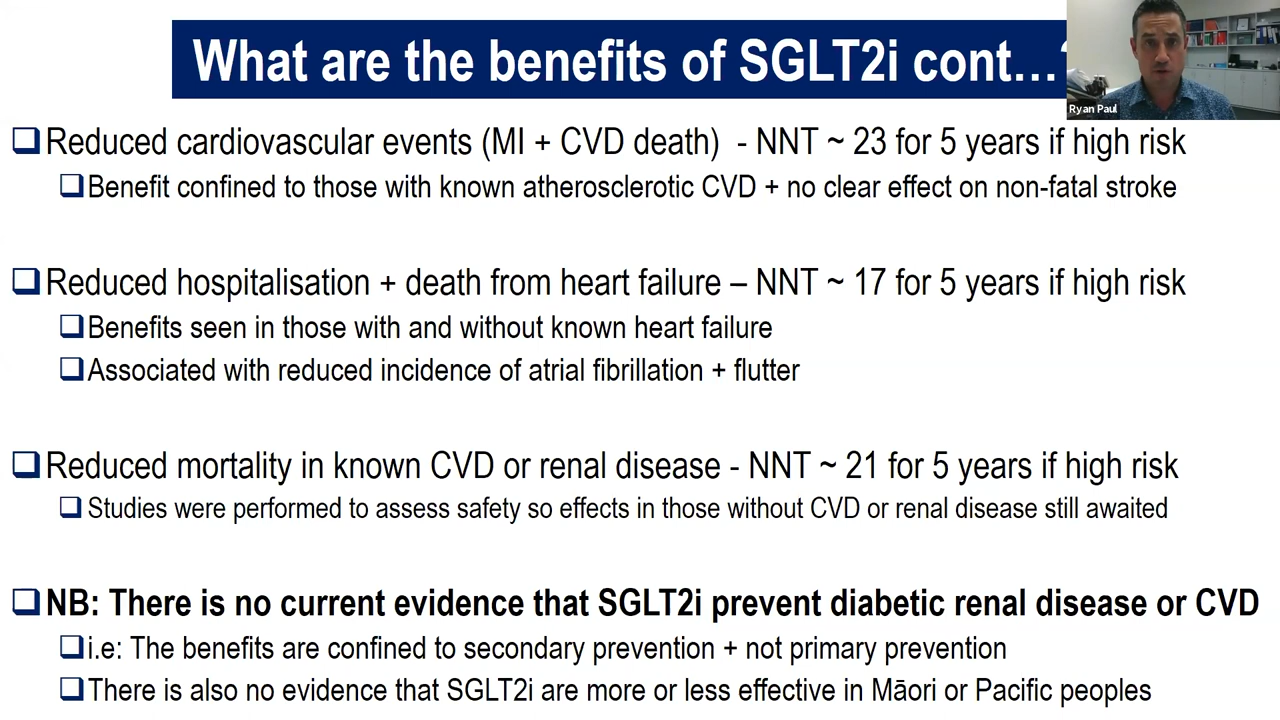 What are the benefits of SGLT2i cont…?
Ryan Paul
Reduced cardiovascular events (MI + CVD death) - NNT ~ 23 for 5 years if high risk
Benefit confined to those with known atherosclerotic CVD + no clear effect on non-fatal stroke
Reduced hospitalisation + death from heart failure – NNT ~ 17 for 5 years if high risk
Benefits seen in those with and without known heart failure
Associated with reduced incidence of atrial fibrillation + flutter
Reduced mortality in known CVD or renal disease - NNT ~ 21 for 5 years if high risk
Studies were performed to assess safety so effects in those without CVD or renal disease still awaited
NB: There is no current evidence that SGLT2i prevent diabetic renal disease or CVD
i.e: The benefits are confined to secondary prevention + not primary prevention
There is also no evidence that SGLT2i are more or less effective in Māori or Pacific peoples